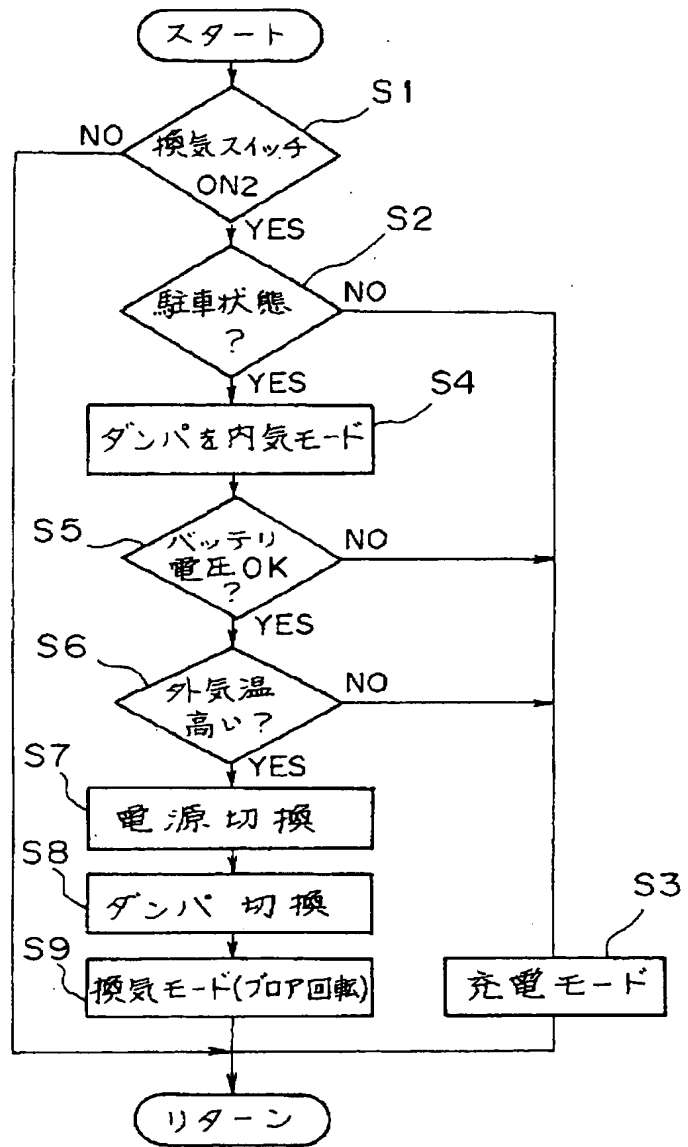 スタート
S1
NO
換気スイッチ
ON?
YES
S2
駐車状態
?
NO
YES
S4
ダンパを内気モード
S5
バッテリ
電圧OK
?
NO
YES
S6
外気温
高い?
NO
YES
S7
電源切換
S8
ダンパ切換
S3
S9
換気モード(ブロア回転)
充電モード
リターン